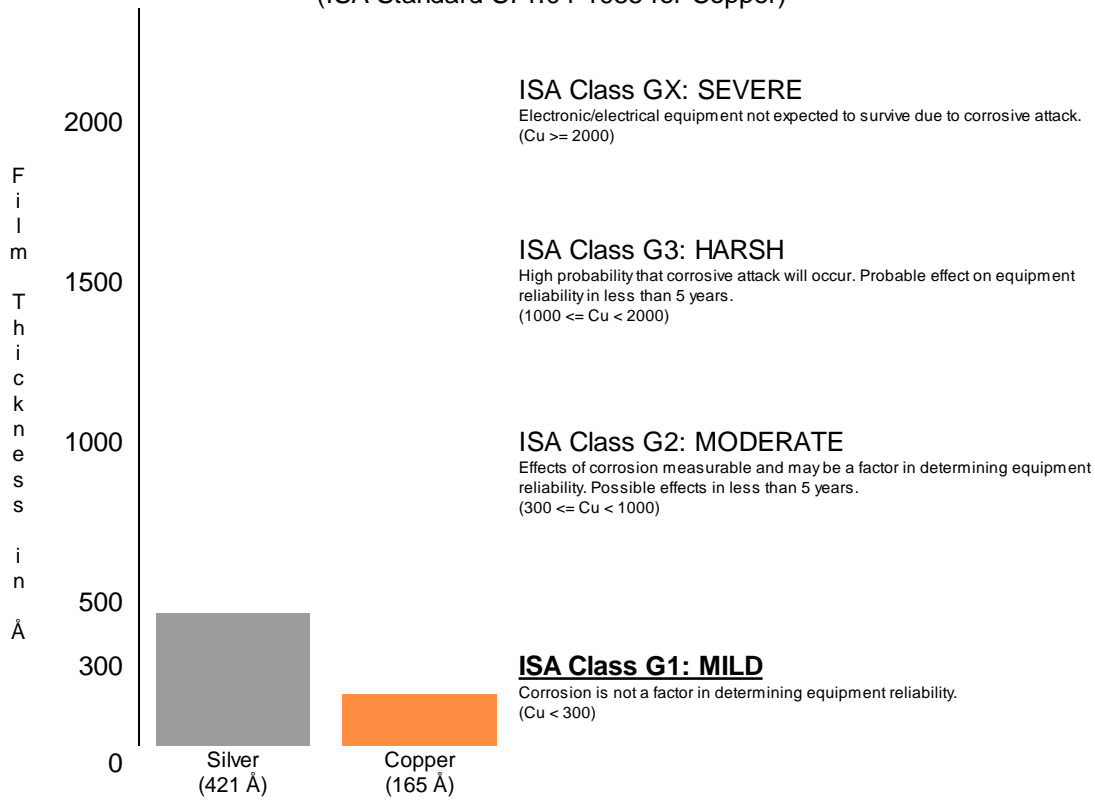 (ISA Standard for Copper)
2000
1500
1000
500
300
0
Film Thickness in Å
ISA Class GX: SEVERE
Electronic/electrical equipment not expected to survive due to corrosive attack.
(Cu >= 2000)
ISA Class G3: HARSH
High probability that corrosive attack will occur. Probable effect on equipment
reliability in less than 5 years.
(1000 <= Cu < 2000)
ISA Class G2: MODERATE
Effects of corrosion measurable and may be a factor in determining equipment
reliability. Possible effects in less than 5 years.
(300 <= Cu < 1000)
ISA Class G1: MILD
Corrosion is not a factor in determining equipment reliability.
(Cu < 300)
Silver
(421 Å)
Copper
(165 Å)